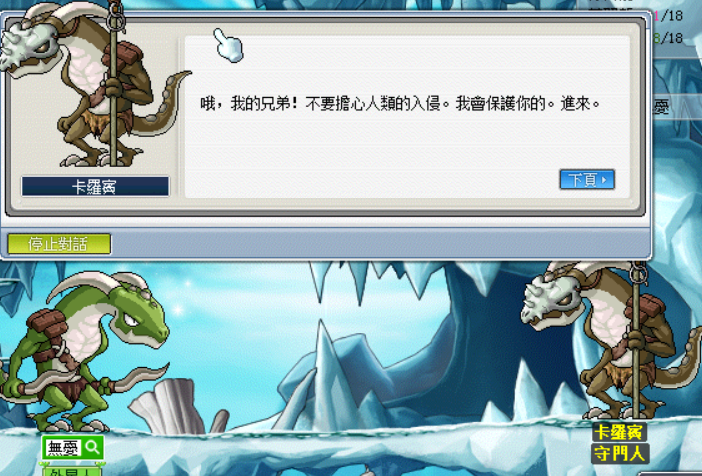 /18
8/18
哦，我的兄弟！不要擔心人類的入侵。我會保護你的。進來。
卡羅賓
下頁
停止對話
無憂
卡羅賓
守門人